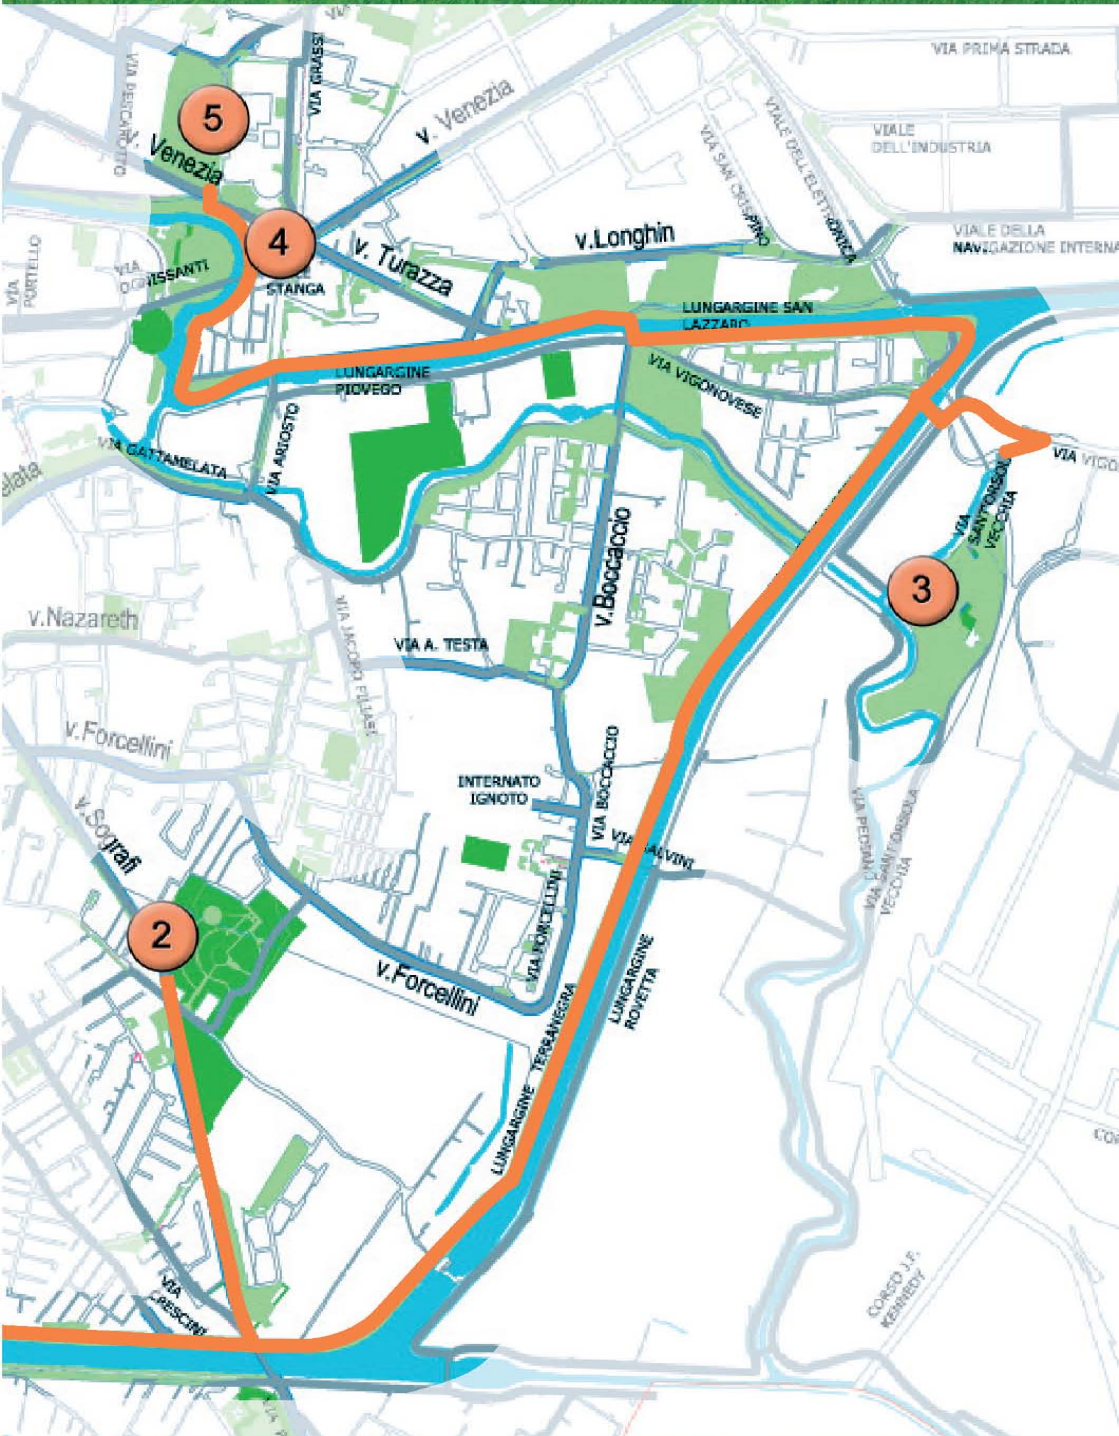 VIA PRIMA STRADA
VIA GRASSI
VIA PESCAROTTO
5
v. Venezia
v. Venezia
VIALE
DELL'INDUSTRIA
VIA SAN CRISPINO
VIALE DELL'ELETTRONICA
4
v.Longhin
VIALE DELLA
NAVIGAZIONE INTERNA
v. Turazza
VIA
PORTELLO
VIA
OGNISSANTI
STANGA
LUNGARGINE SAN
LAZZARO
LUNGARGINE
PIOVEGO
VIA VIGONOVESE
VIA ARIOSTO
VIA GATTAMELATA
elata
VIA VIGO
VIA
SANT'ORSOLA
VECCHIA
v.Boccaccio
3
v.Nazareth
VIA JACOPO FILIASI
VIA A. TESTA
v.Forcellini
INTERNATO
IGNOTO
VIA BOCCACCIO
v.Sografi
VIA SALVINI
VIA SANT'ORSOLA
VECCHIA
2
VIA FORCELLINI
v.Forcellini
LUNGARGINE
ROVETTA
LUNGARGINE TERRANEGRA
VIA
CRESCINI
CORSO J.F.
KENNEDY